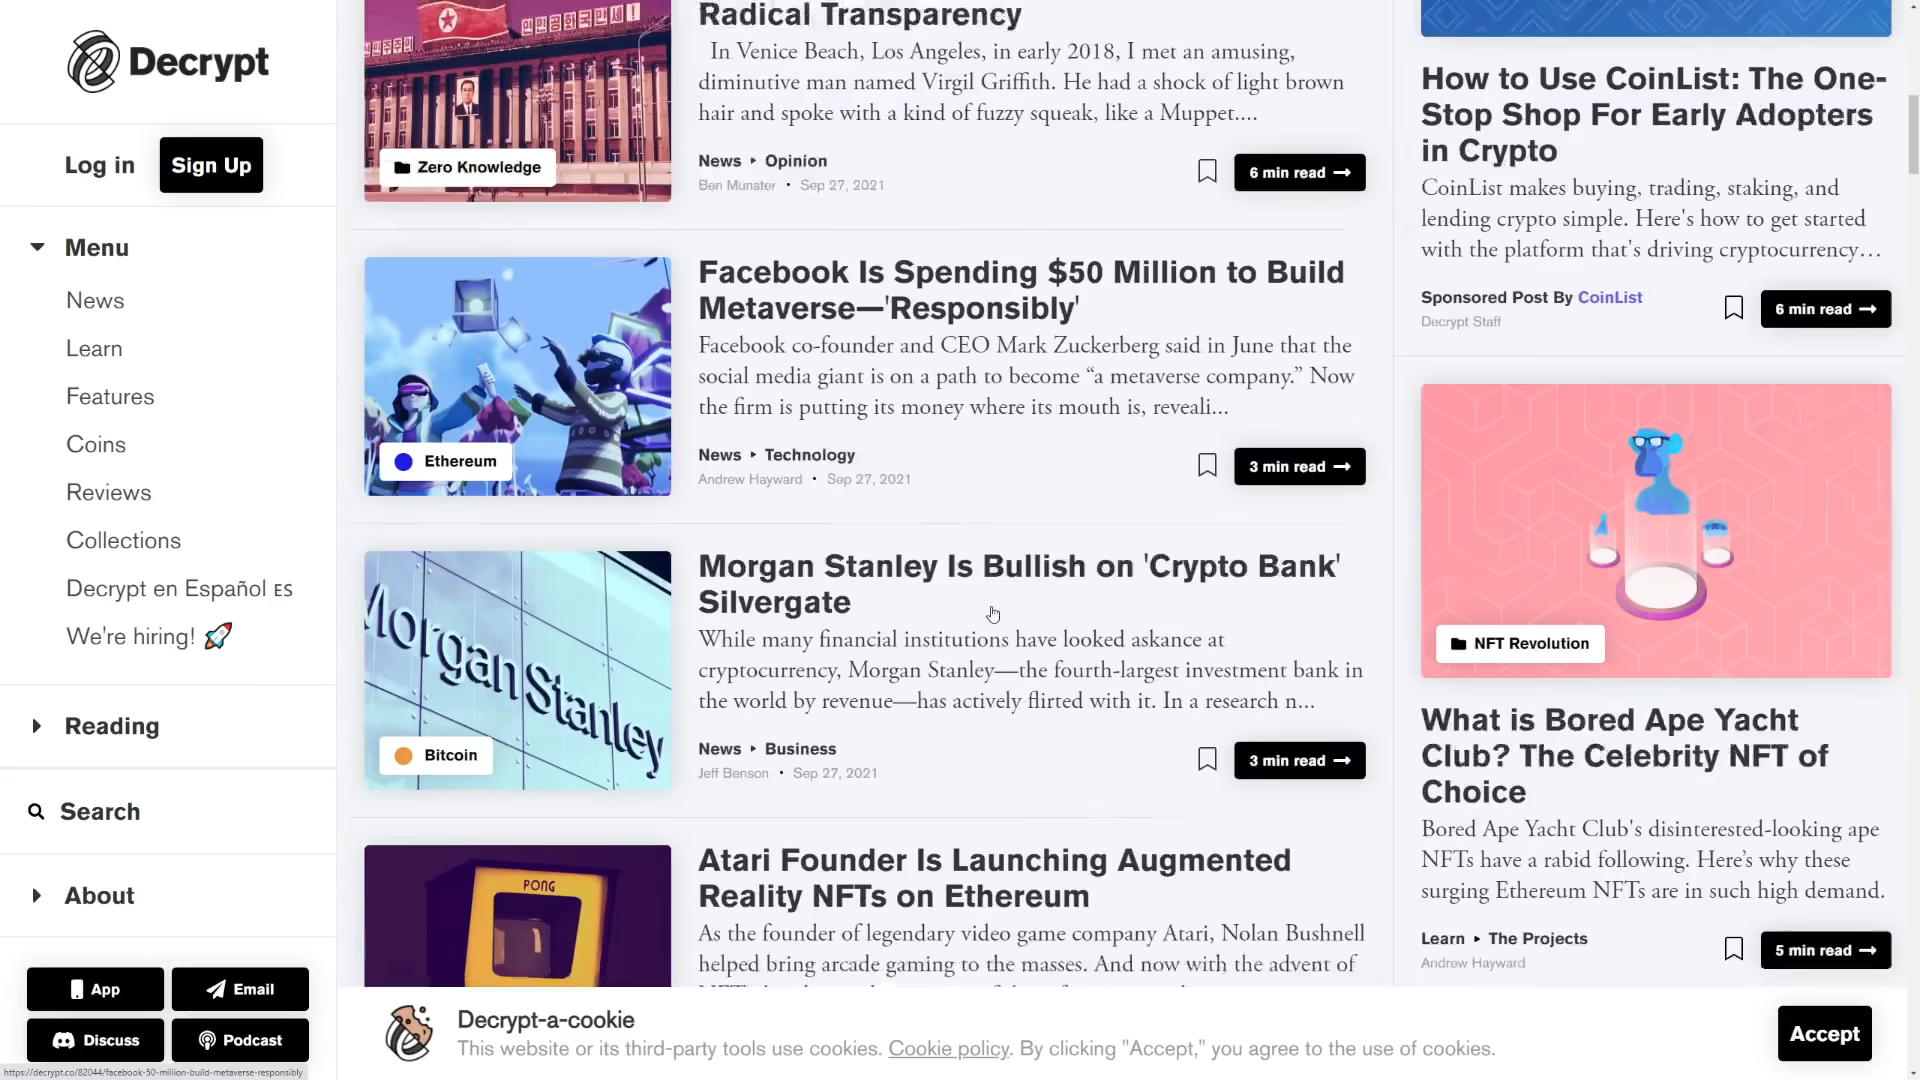 Decrypt
Log in
Sign Up
Menu
News
Learn
Features
Coins
Reviews
Collections
Decrypt en Español ES
We're hiring! 🚀
Reading
Search
About
App
Email
Discuss
Podcast
https://decrypt.co/82044/facebook-50-million-build-metaverse-responsibly
Zero Knowledge
Radical Transparency
In Venice Beach, Los Angeles, in early 2018, I met an amusing,
diminutive man named Virgil Griffith. He had a shock of light brown
hair and spoke with a kind of fuzzy squeak, like a Muppet....
News ‣ Opinion
Ben Munster • Sep 27, 2021
6 min read →
Ethereum
Facebook Is Spending $50 Million to Build
Metaverse—'Responsibly'
Facebook co-founder and CEO Mark Zuckerberg said in June that the
social media giant is on a path to become “a metaverse company.” Now
the firm is putting its money where its mouth is, reveali...
News ‣ Technology
Andrew Hayward • Sep 27, 2021
3 min read →
Morgan Stanley
Bitcoin
Morgan Stanley Is Bullish on 'Crypto Bank'
Silvergate
While many financial institutions have looked askance at
cryptocurrency, Morgan Stanley—the fourth-largest investment bank in
the world by revenue—has actively flirted with it. In a research n...
News ‣ Business
Jeff Benson • Sep 27, 2021
3 min read →
PONG
Atari Founder Is Launching Augmented
Reality NFTs on Ethereum
As the founder of legendary video game company Atari, Nolan Bushnell
helped bring arcade gaming to the masses. And now with the advent of
How to Use CoinList: The One-
Stop Shop For Early Adopters
in Crypto
CoinList makes buying, trading, staking, and
lending crypto simple. Here's how to get started
with the platform that's driving cryptocurrency…
Sponsored Post By CoinList
Decrypt Staff
6 min read →
NFT Revolution
What is Bored Ape Yacht
Club? The Celebrity NFT of
Choice
Bored Ape Yacht Club's disinterested-looking ape
NFTs have a rabid following. Here’s why these
surging Ethereum NFTs are in such high demand.
Learn ‣ The Projects
Andrew Hayward
5 min read →
Decrypt-a-cookie
This website or its third-party tools use cookies. Cookie policy. By clicking "Accept," you agree to the use of cookies.
Accept